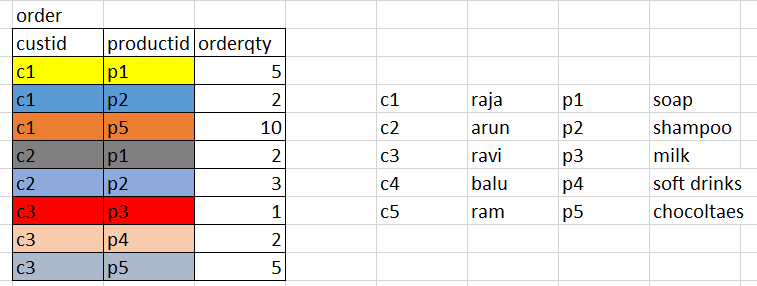 order
custid productid orderqty
c1 p1 5
c1 p2 2 c1 raja p1 soap
c1 p5 10 c2 arun p2 shampoo
c2 p1 2 c3 ravi p3 milk
c2 p2 3 c4 balu p4 soft drinks
c3 p3 1 c5 ram p5 chocoltaes
c3 p4 2
c3 p5 5